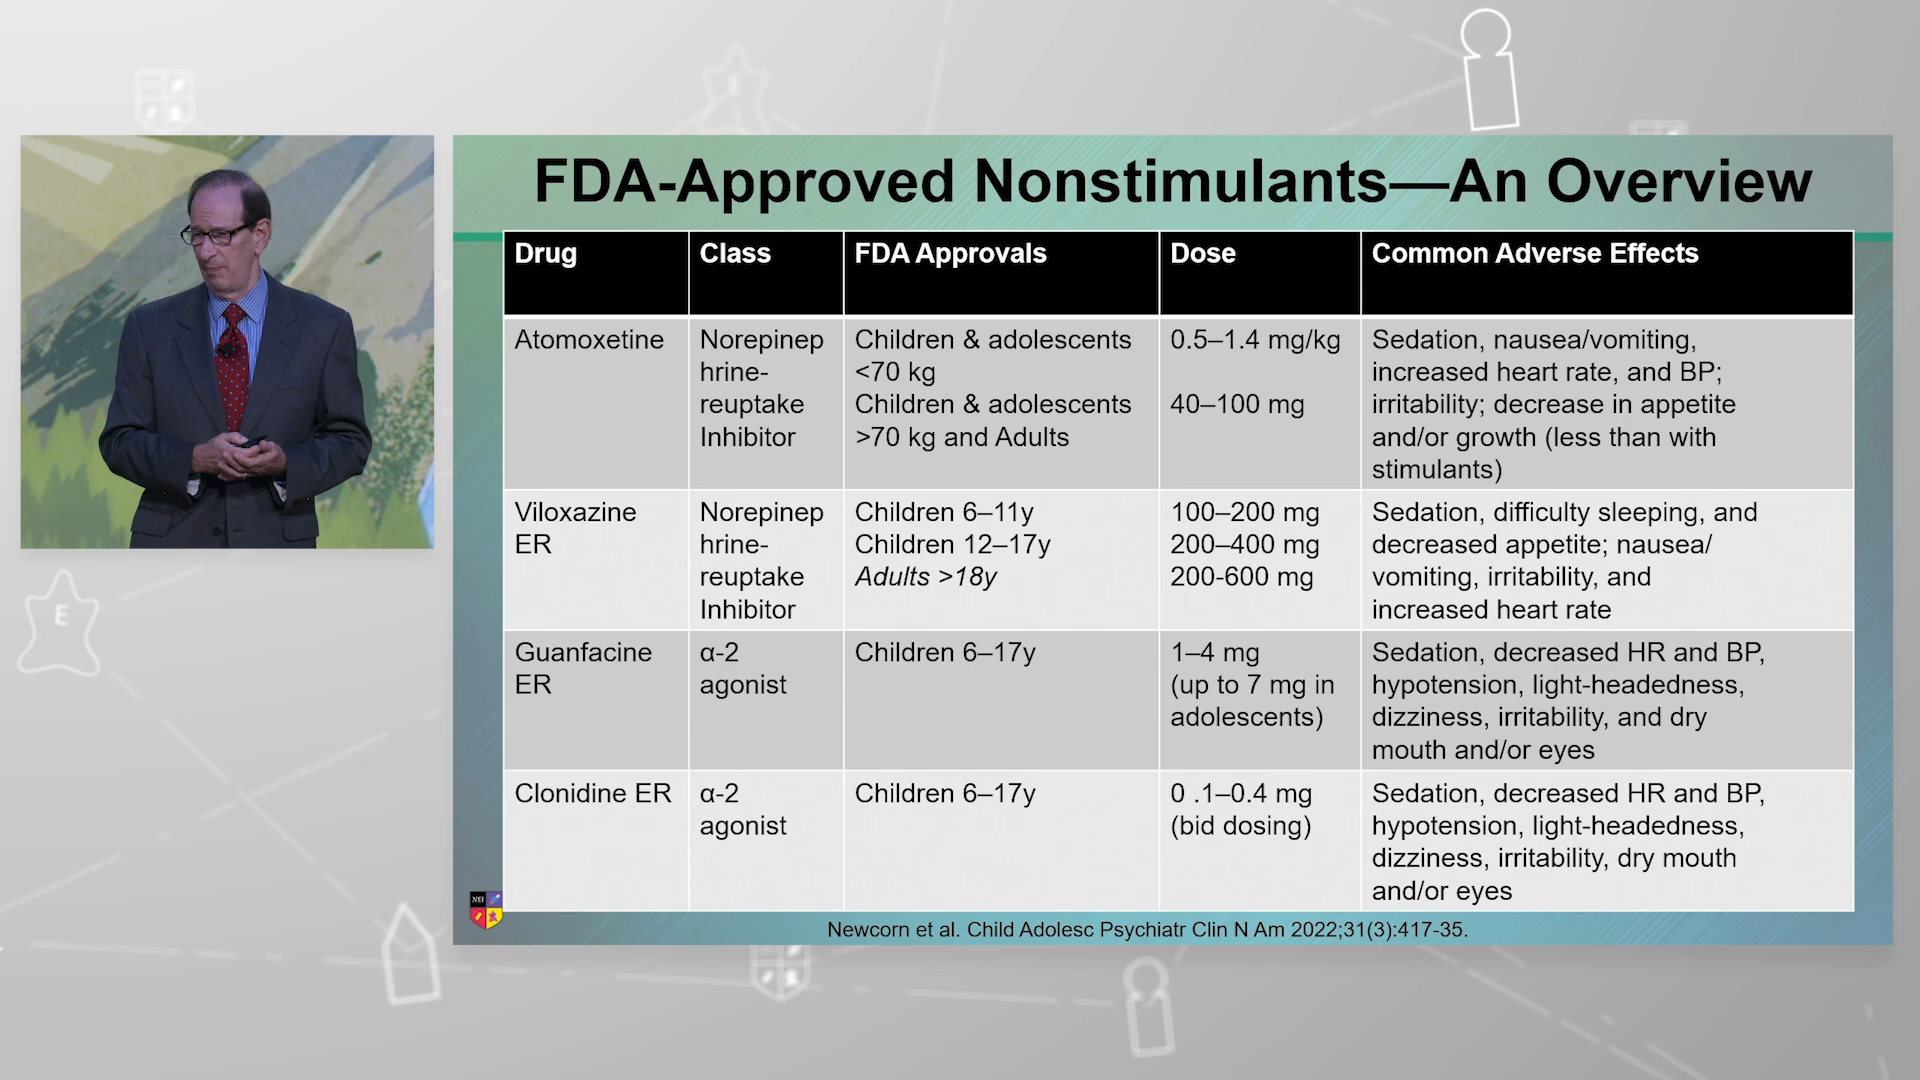 FDA-Approved Nonstimulants—An Overview
Drug
Class
FDA Approvals
Dose
Common Adverse Effects
Atomoxetine
Norepinep
hrine-
reuptake
Inhibitor
Children & adolescents
<70 kg
Children & adolescents
>70 kg and Adults
0.5–1.4 mg/kg
40–100 mg
Sedation, nausea/vomiting,
increased heart rate, and BP;
irritability; decrease in appetite
and/or growth (less than with
stimulants)
Viloxazine
ER
Norepinep
hrine-
reuptake
Inhibitor
Children 6–11y
Children 12–17y
Adults >18y
100–200 mg
200–400 mg
200-600 mg
Sedation, difficulty sleeping, and
decreased appetite; nausea/
vomiting, irritability, and
increased heart rate
Guanfacine
ER
α-2
agonist
Children 6–17y
1–4 mg
(up to 7 mg in
adolescents)
Sedation, decreased HR and BP,
hypotension, light-headedness,
dizziness, irritability, and dry
mouth and/or eyes
Clonidine ER
α-2
agonist
Children 6–17y
0 .1–0.4 mg
(bid dosing)
Sedation, decreased HR and BP,
hypotension, light-headedness,
dizziness, irritability, dry mouth
and/or eyes
NEI
Newcorn et al. Child Adolesc Psychiatr Clin N Am 2022;31(3):417-35.
E